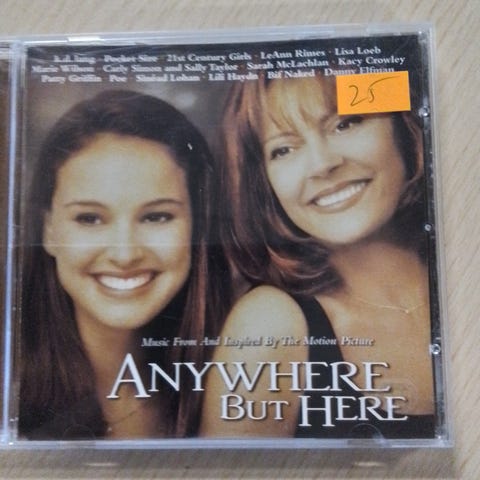 k.d. lang · Pocket Size · 21st Century Girls · LeAnn Rimes · Lisa Loeb
Marie Wilson · Carly Simon and Sally Taylor · Sarah McLachlan · Kacy Crowley
Patty Griffin · Poe · Sinéad Lohan · Lili Haydn · Bif Naked · Danny Elfman
25
Music From And Inspired By The Motion Picture
ANYWHERE
BUT HERE